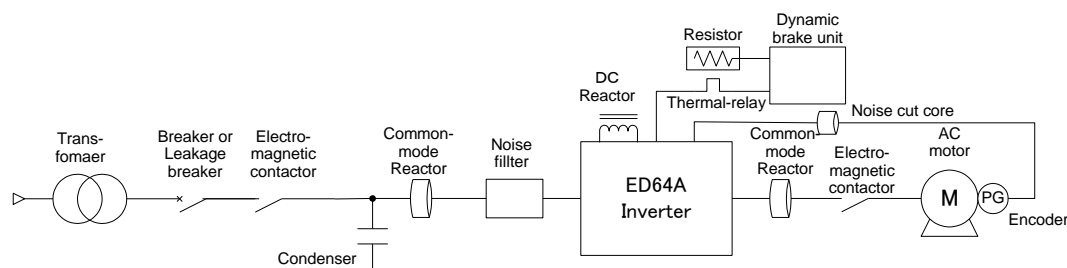 Dynamic
brake unit
Resistor
DC
Reactor
Thermal-relay
Noise cut core
Trans-
fomaer
Breaker or
Leakage
breaker
Electro-
magnetic
contactor
Common-
mode
Reactor
Noise
fillter
ED64A
Inverter
Common-
mode
Reactor
Electro-
magnetic
contactor
AC
motor
M
PG
Encoder
Condenser